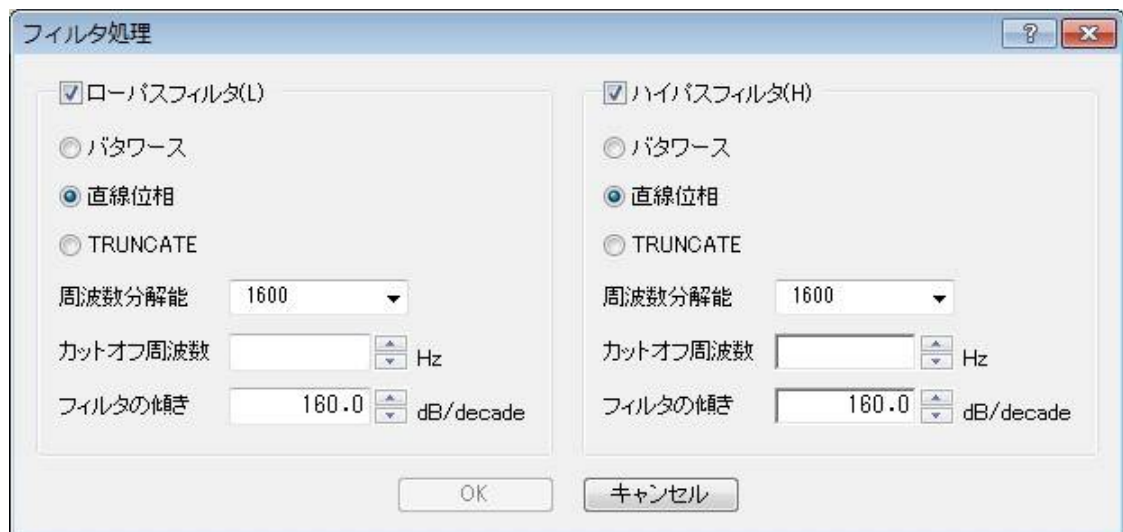 フィルタ処理
ローパスフィルタ(L)
バタワース
直線位相
TRUNCATE
周波数分解能 1600
カットオフ周波数 Hz
フィルタの傾き 160.0 dB/decade
ハイパスフィルタ(H)
バタワース
直線位相
TRUNCATE
周波数分解能 1600
カットオフ周波数 Hz
フィルタの傾き 160.0 dB/decade
OK キャンセル